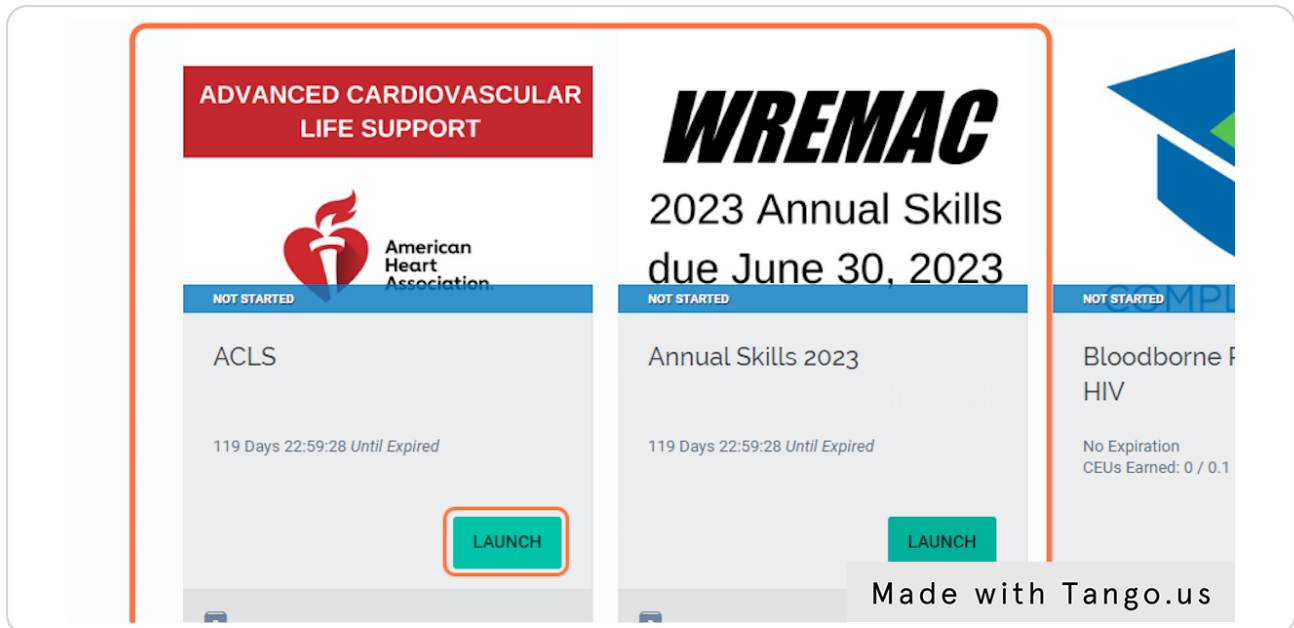 ADVANCED CARDIOVASCULAR
LIFE SUPPORT
American
Heart
Association.
NOT STARTED
ACLS
119 Days 22:59:28 Until Expired
LAUNCH
WREMAC
2023 Annual Skills
due June 30, 2023
NOT STARTED
Annual Skills 2023
119 Days 22:59:28 Until Expired
LAUNCH
NOT STARTED
Bloodborne
HIV
No Expiration
CEUs Earned: 0 / 0.1
Made with Tango.us